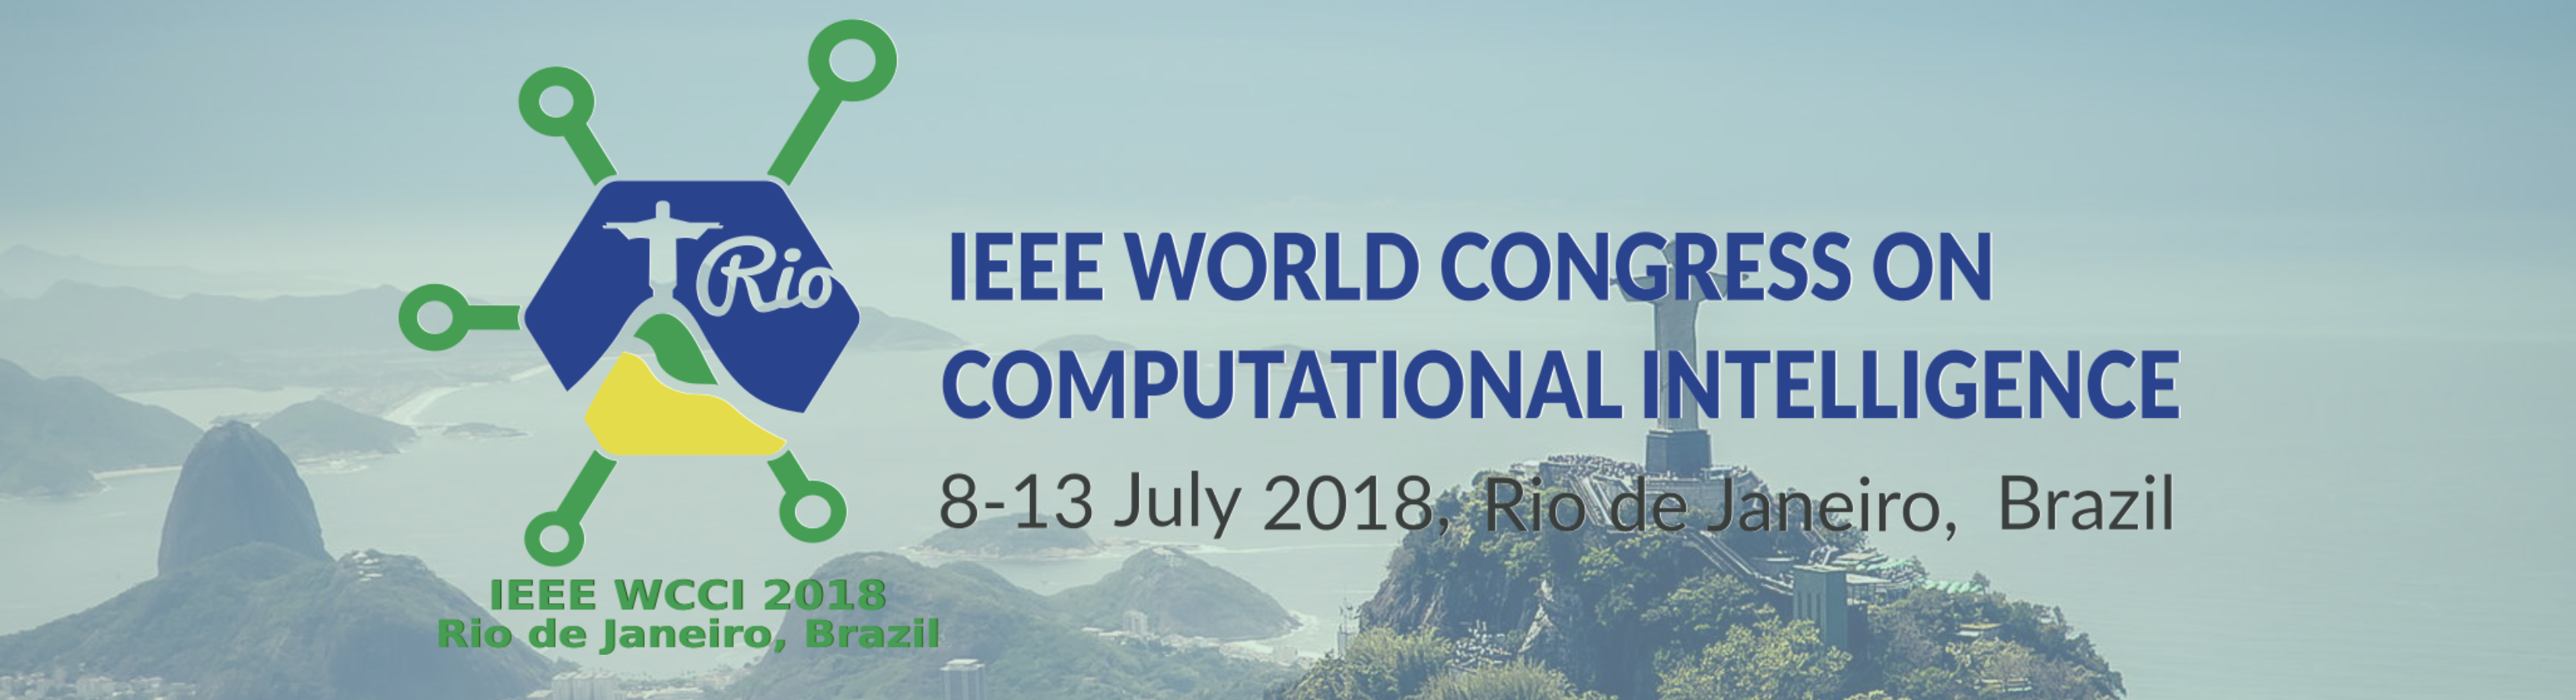 Rio
IEEE WCCI 2018
Rio de Janeiro, Brazil
IEEE WORLD CONGRESS ON
COMPUTATIONAL INTELLIGENCE
8-13 July 2018, Rio de Janeiro, Brazil